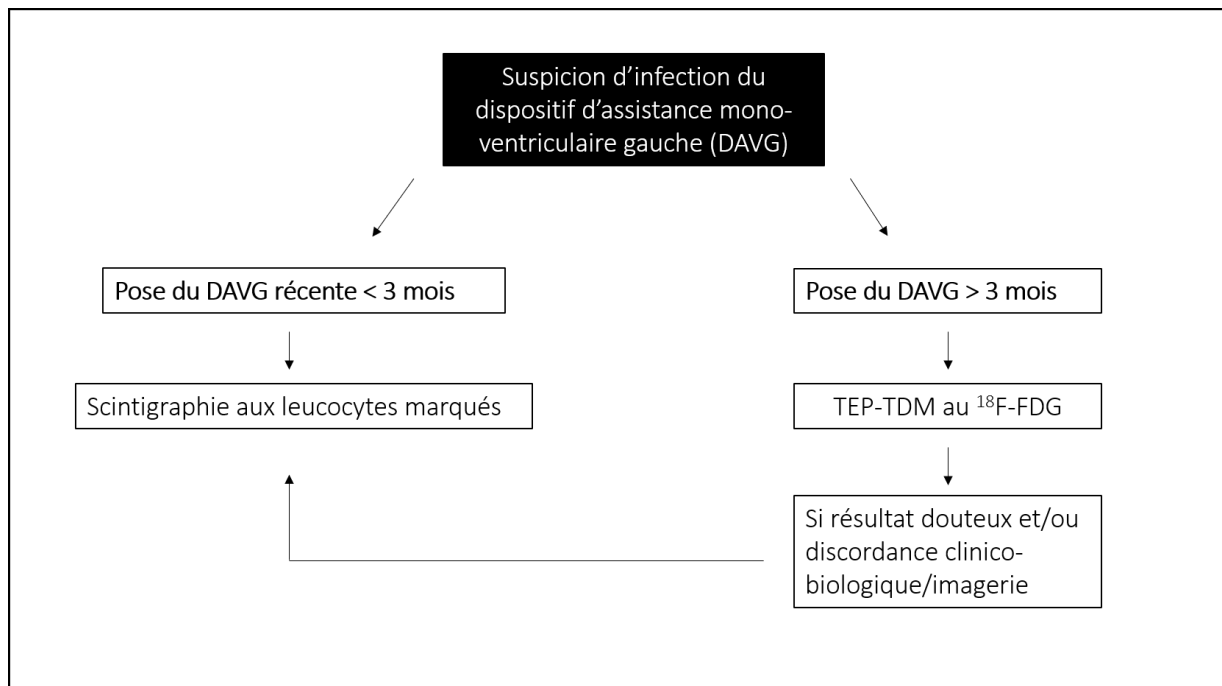 Suspicion d’infection du
dispositif d’assistance mono-
ventriculaire gauche (DAVG)
Pose du DAVG récente < 3 mois
Pose du DAVG > 3 mois
Scintigraphie aux leucocytes marqués
TEP-TDM au ¹⁸F-FDG
Si résultat douteux et/ou
discordance clinico-
biologique/imagerie